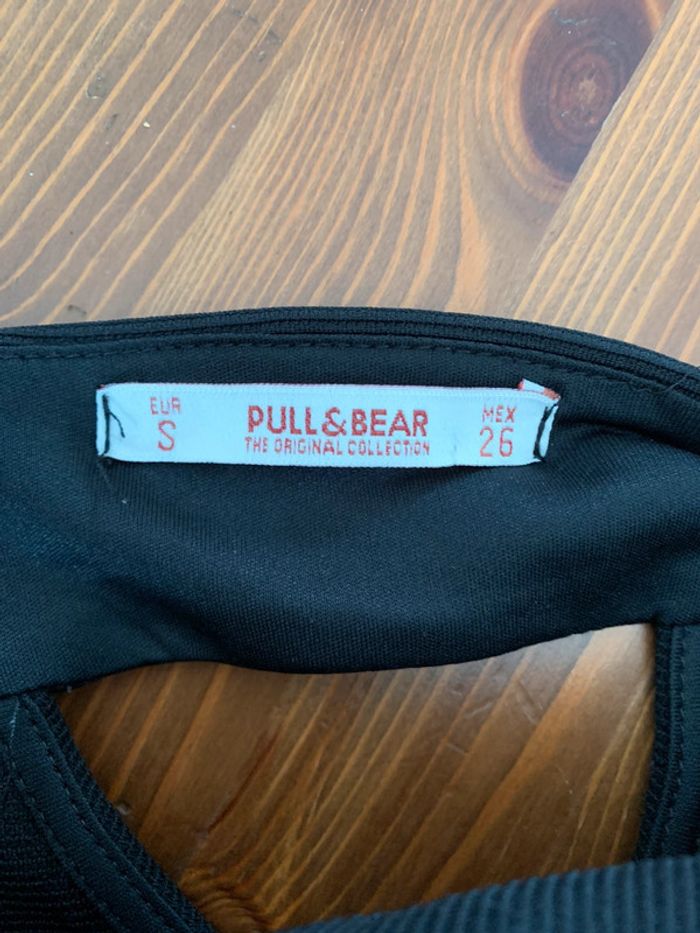 EUR
S
PULL&BEAR
THE ORIGINAL COLLECTION
MEX
26